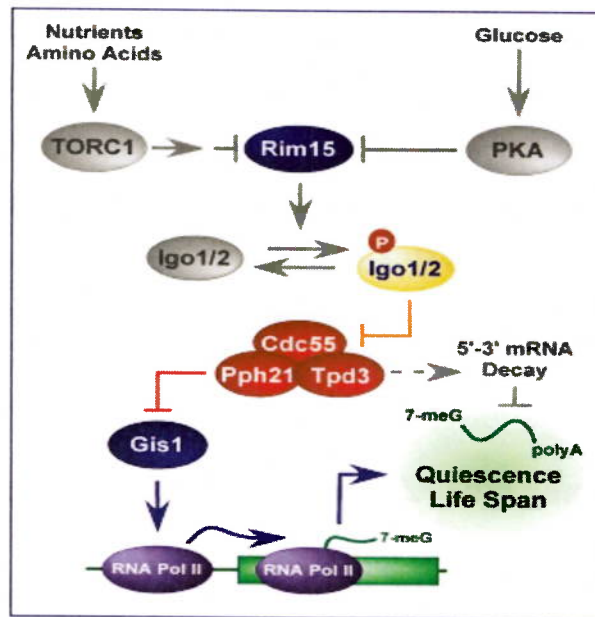 Nutrients
Amino Acids
Glucose
TORC1
Rim15
PKA
Igo1/2
P
Igo1/2
Cdc55
Pph21
Tpd3
5'-3' mRNA
Decay
7-meG
polyA
Gis1
Quiescence
Life Span
7-meG
RNA Pol II
RNA Pol II